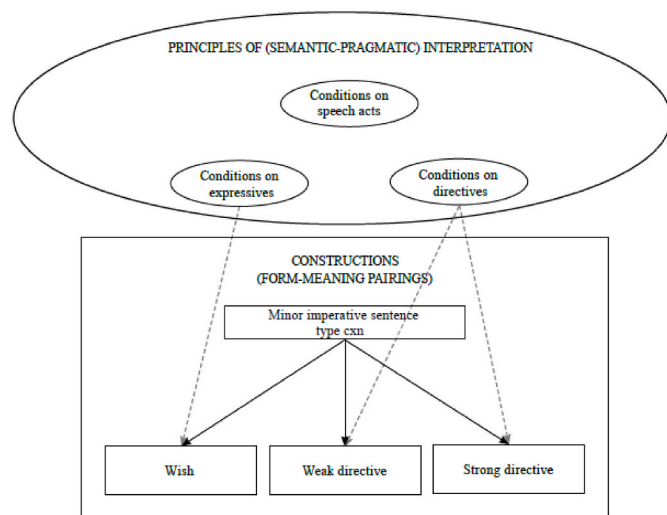 PRINCIPLES OF (SEMANTIC-PRAGMATIC) INTERPRETATION
Conditions on
speech acts
Conditions on
expressives
Conditions on
directives
CONSTRUCTIONS
(FORM-MEANING PAIRINGS)
Minor imperative sentence
type cxn
Wish
Weak directive
Strong directive